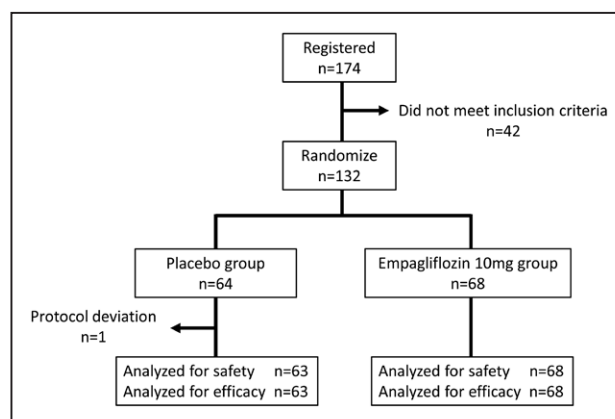 Registered
n=174
Did not meet inclusion criteria
n=42
Randomize
n=132
Placebo group
n=64
Empagliflozin 10mg group
n=68
Protocol deviation
n=1
Analyzed for safety n=63
Analyzed for efficacy n=63
Analyzed for safety n=68
Analyzed for efficacy n=68